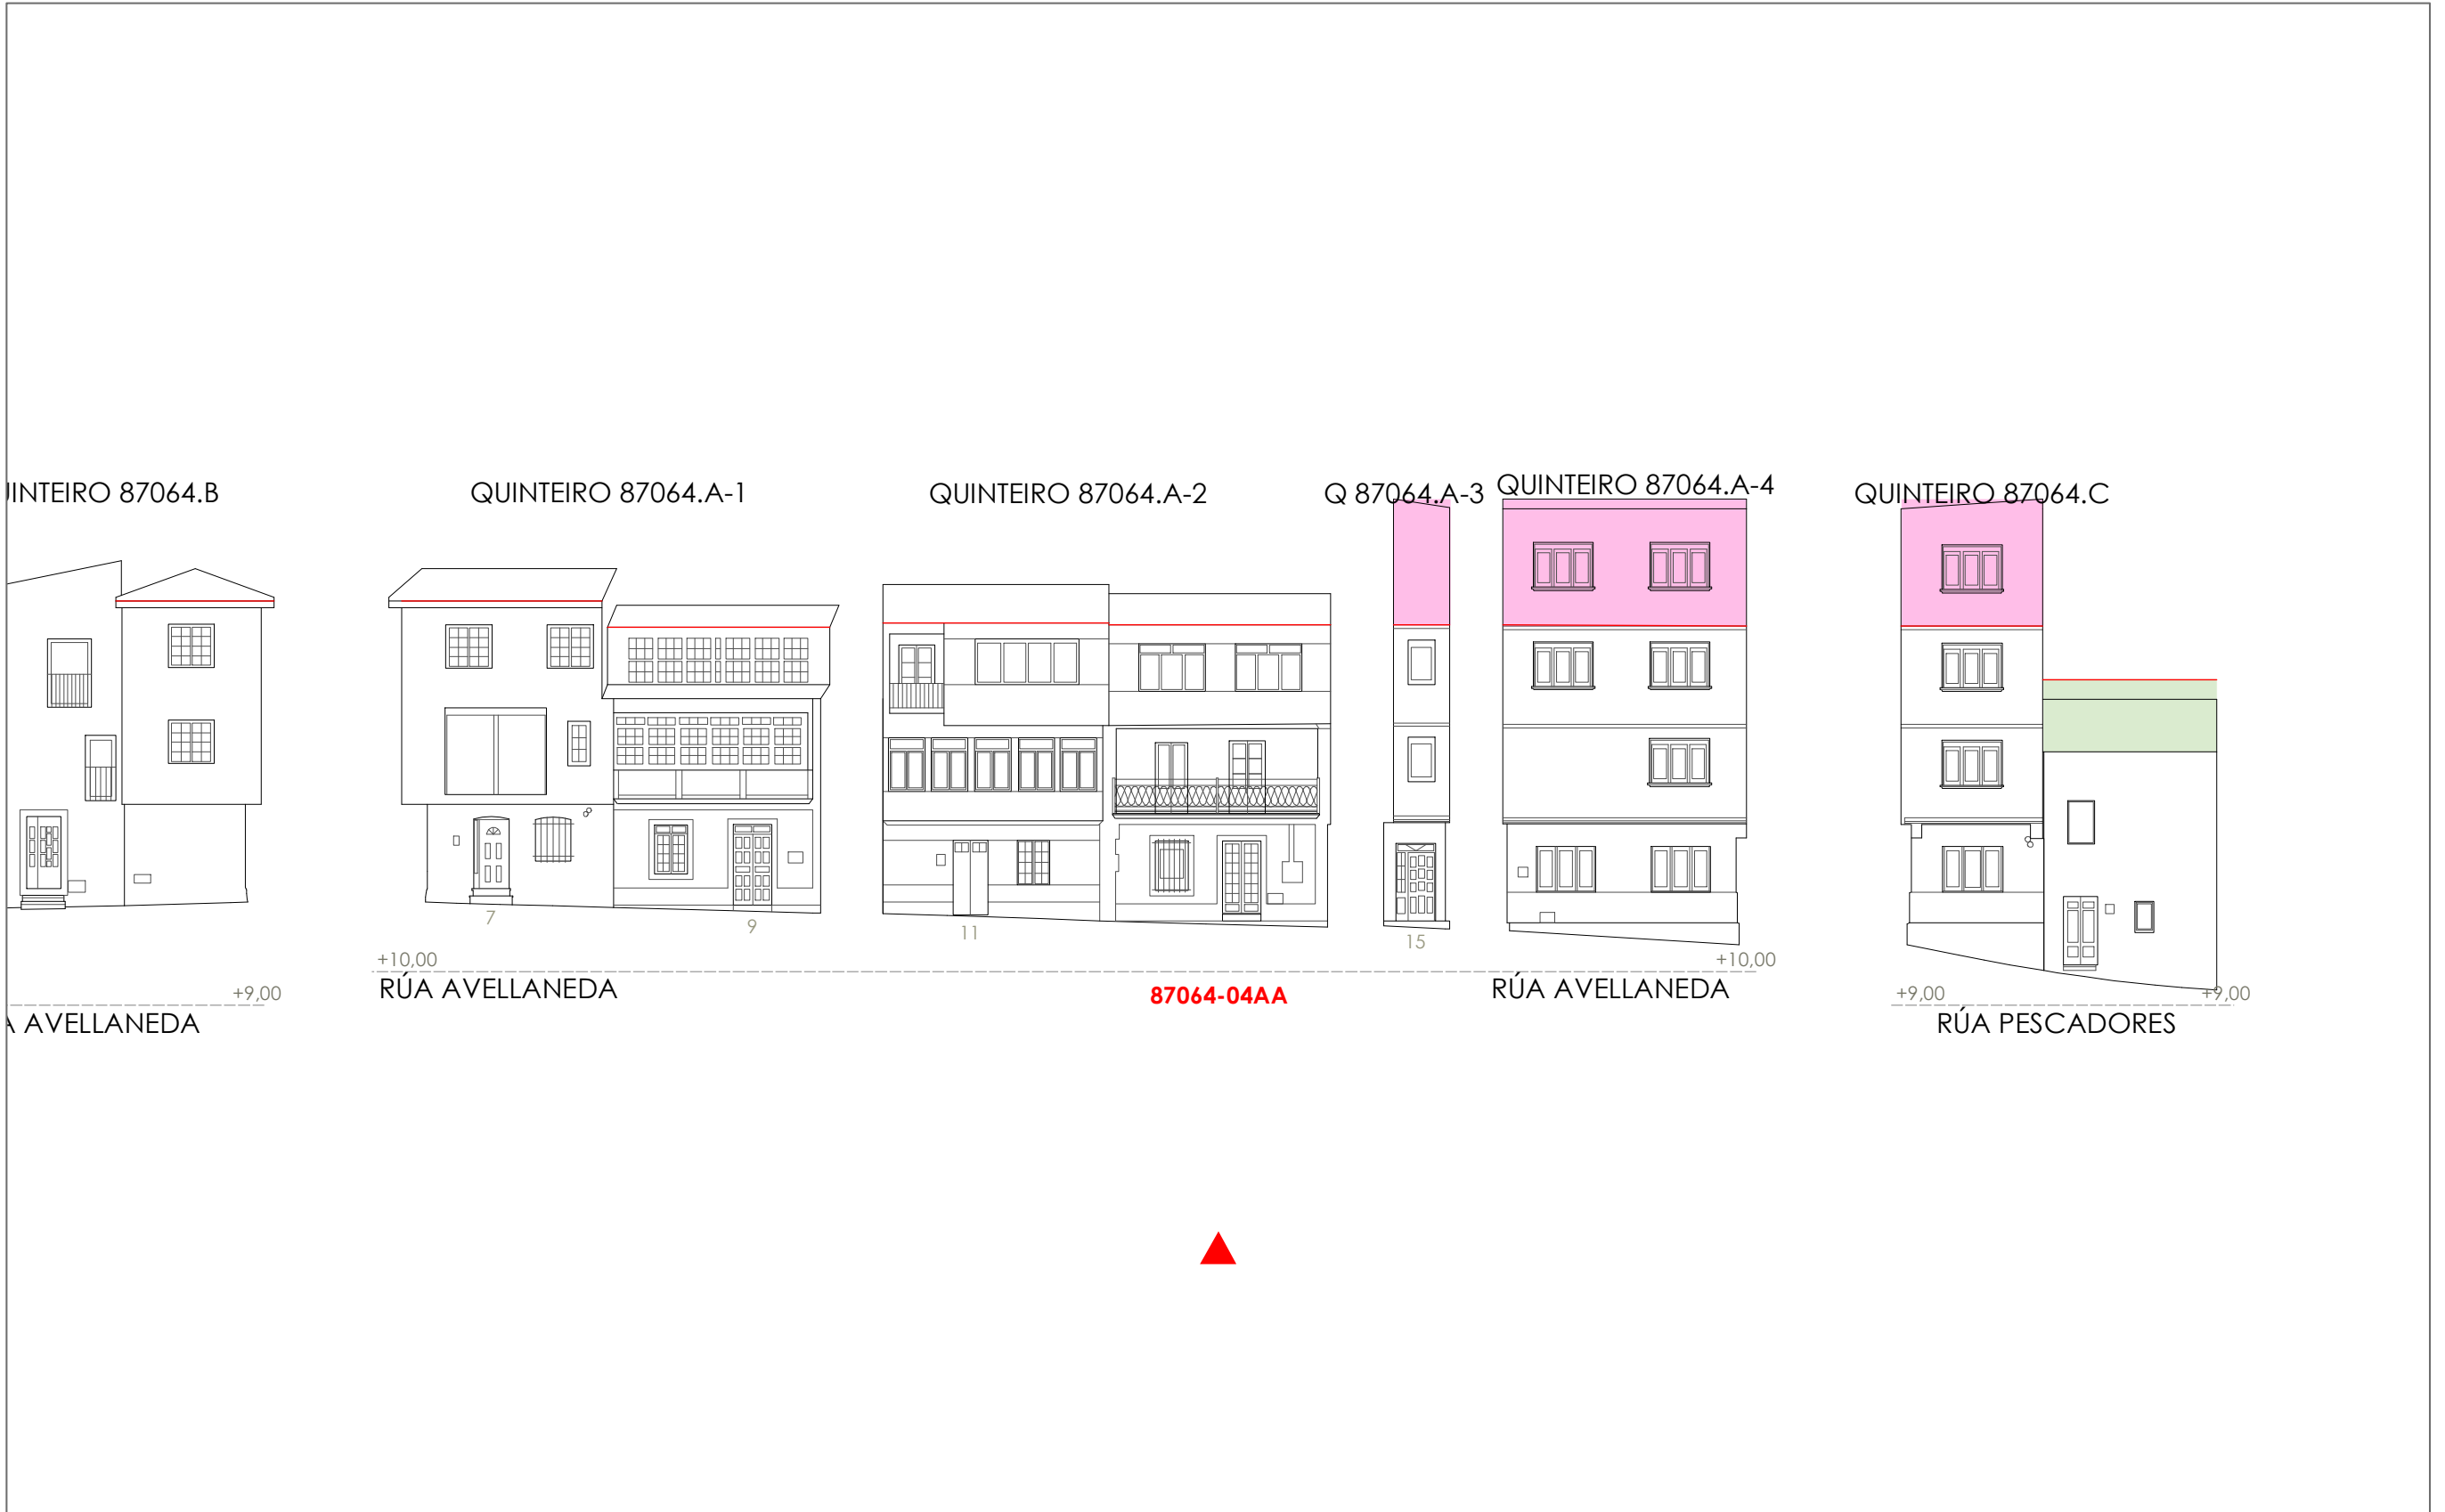 UINTEIRO 87064.B
QUINTEIRO 87064.A-1
QUINTEIRO 87064.A-2
Q 87064.A-3
QUINTEIRO 87064.A-4
QUINTEIRO 87064.C
7
9
11
15
+10,00
+10,00
RÚA AVELLANEDA
87064-04AA
RÚA AVELLANEDA
+9,00
A AVELLANEDA
+9,00
+9,00
RÚA PESCADORES